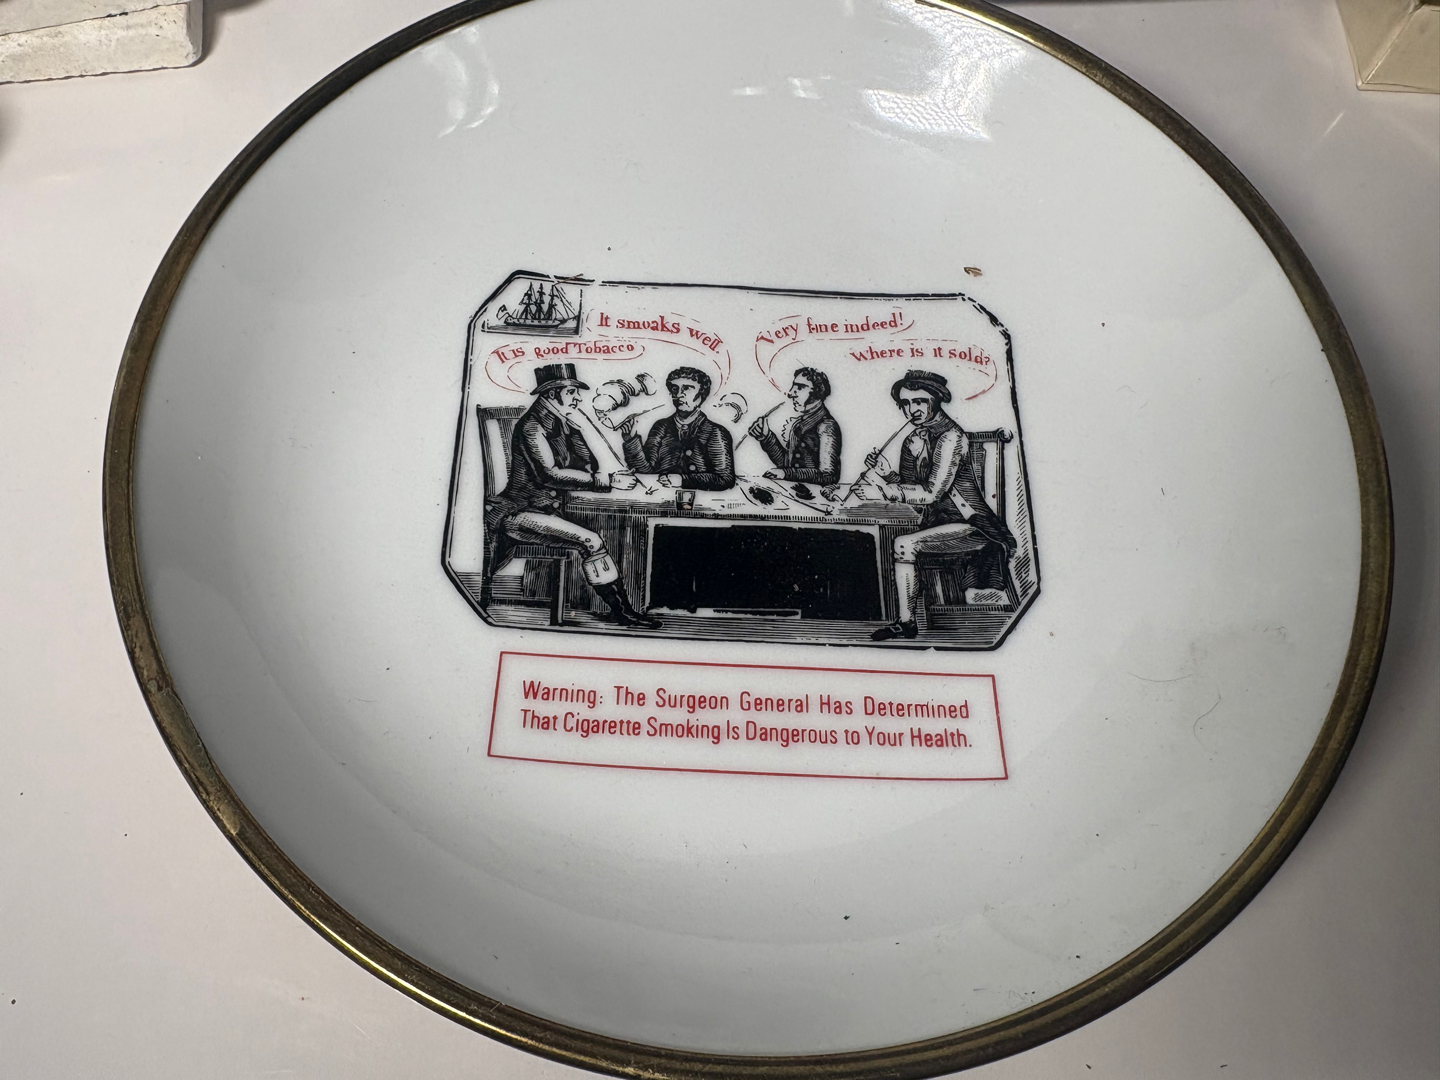 It smoaks well.
Very fine indeed!
It is good Tobacco
Where is it sold?
Warning: The Surgeon General Has Determined
That Cigarette Smoking Is Dangerous to Your Health.